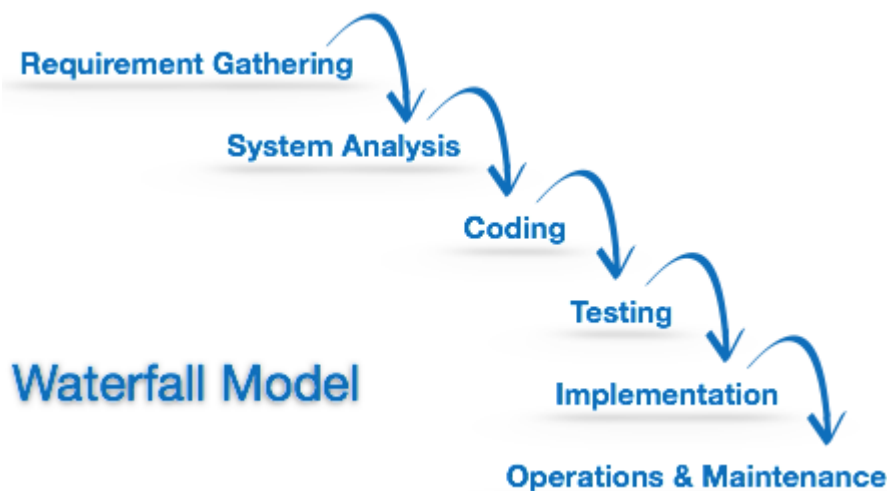 Requirement Gathering
System Analysis
Coding
Testing
Waterfall Model
Implementation
Operations & Maintenance